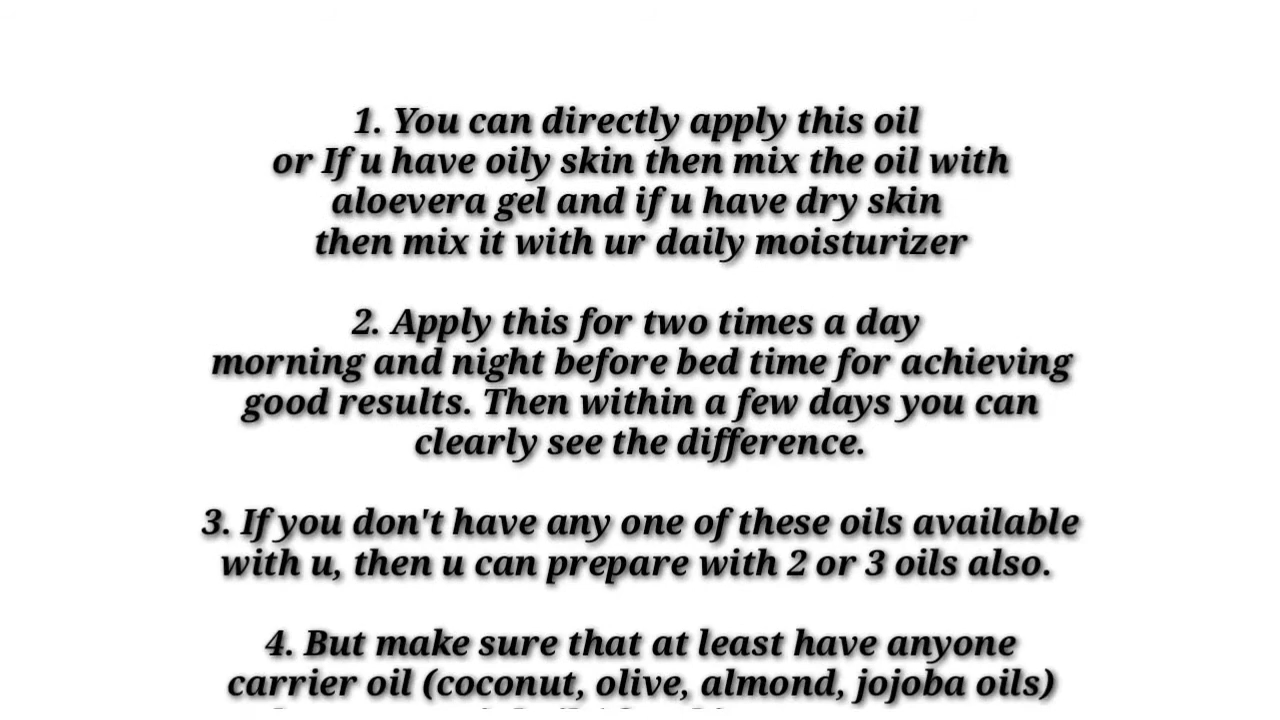 1. You can directly apply this oil
or If u have oily skin then mix the oil with
aloevera gel and if u have dry skin
then mix it with ur daily moisturizer
2. Apply this for two times a day
morning and night before bed time for achieving
good results. Then within a few days you can
clearly see the difference.
3. If you don't have any one of these oils available
with u, then u can prepare with 2 or 3 oils also.
4. But make sure that at least have anyone
carrier oil (coconut, olive, almond, jojoba oils)